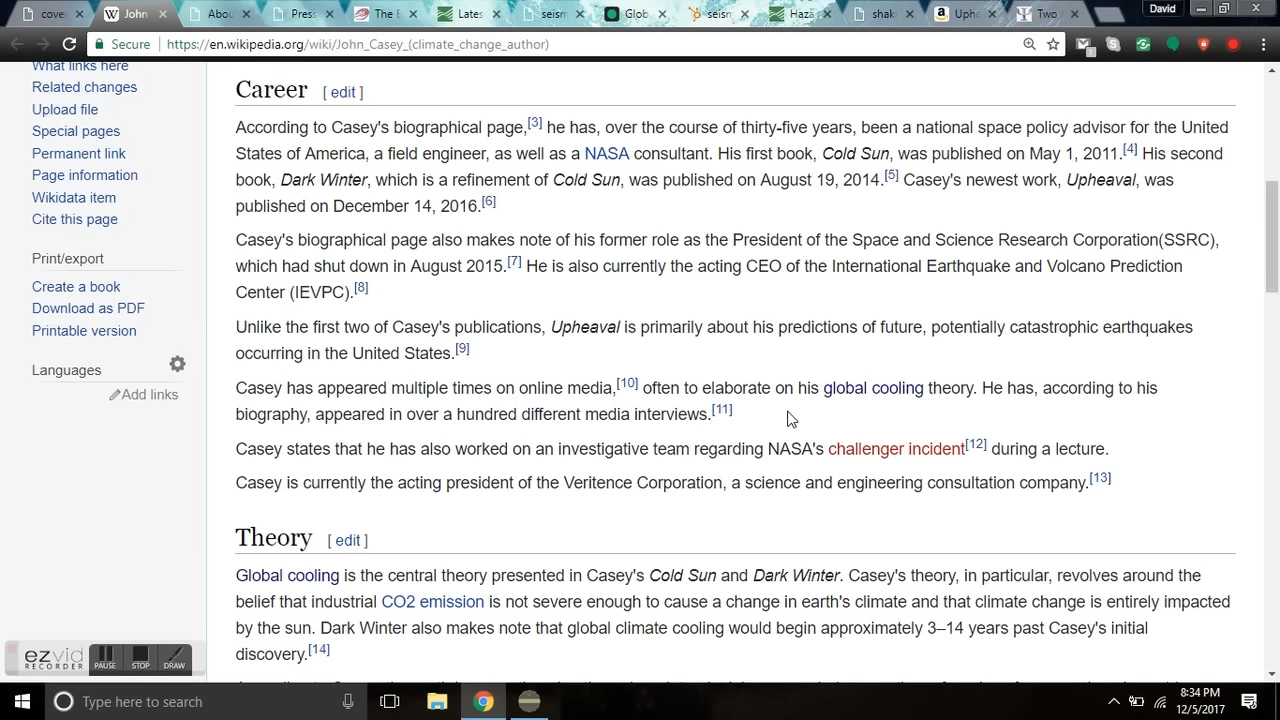 cover
John
Abou
Press
The E
Lates
seism
Glob
seisn
Haza
shaki
Uphe
Two
David
Secure https://en.wikipedia.org/wiki/John_Casey_(climate_change_author)
What links here
Related changes
Upload file
Special pages
Permanent link
Page information
Wikidata item
Cite this page
Print/export
Create a book
Download as PDF
Printable version
Languages
Add links
Career [ edit ]
According to Casey's biographical page,[3] he has, over the course of thirty-five years, been a national space policy advisor for the United
States of America, a field engineer, as well as a NASA consultant. His first book, Cold Sun, was published on May 1, 2011.[4] His second
book, Dark Winter, which is a refinement of Cold Sun, was published on August 19, 2014.[5] Casey's newest work, Upheaval, was
published on December 14, 2016.[6]
Casey's biographical page also makes note of his former role as the President of the Space and Science Research Corporation(SSRC),
which had shut down in August 2015.[7] He is also currently the acting CEO of the International Earthquake and Volcano Prediction
Center (IEVPC).[8]
Unlike the first two of Casey's publications, Upheaval is primarily about his predictions of future, potentially catastrophic earthquakes
occurring in the United States.[9]
Casey has appeared multiple times on online media,[10] often to elaborate on his global cooling theory. He has, according to his
biography, appeared in over a hundred different media interviews.[11]
Casey states that he has also worked on an investigative team regarding NASA's challenger incident[12] during a lecture.
Casey is currently the acting president of the Veritence Corporation, a science and engineering consultation company.[13]
Theory [ edit ]
Global cooling is the central theory presented in Casey's Cold Sun and Dark Winter. Casey's theory, in particular, revolves around the
belief that industrial CO2 emission is not severe enough to cause a change in earth's climate and that climate change is entirely impacted
by the sun. Dark Winter also makes note that global climate cooling would begin approximately 3–14 years past Casey's initial
discovery.[14]
ezvid
RECORDER
PAUSE
STOP
DRAW
Type here to search
8:34 PM
12/5/2017